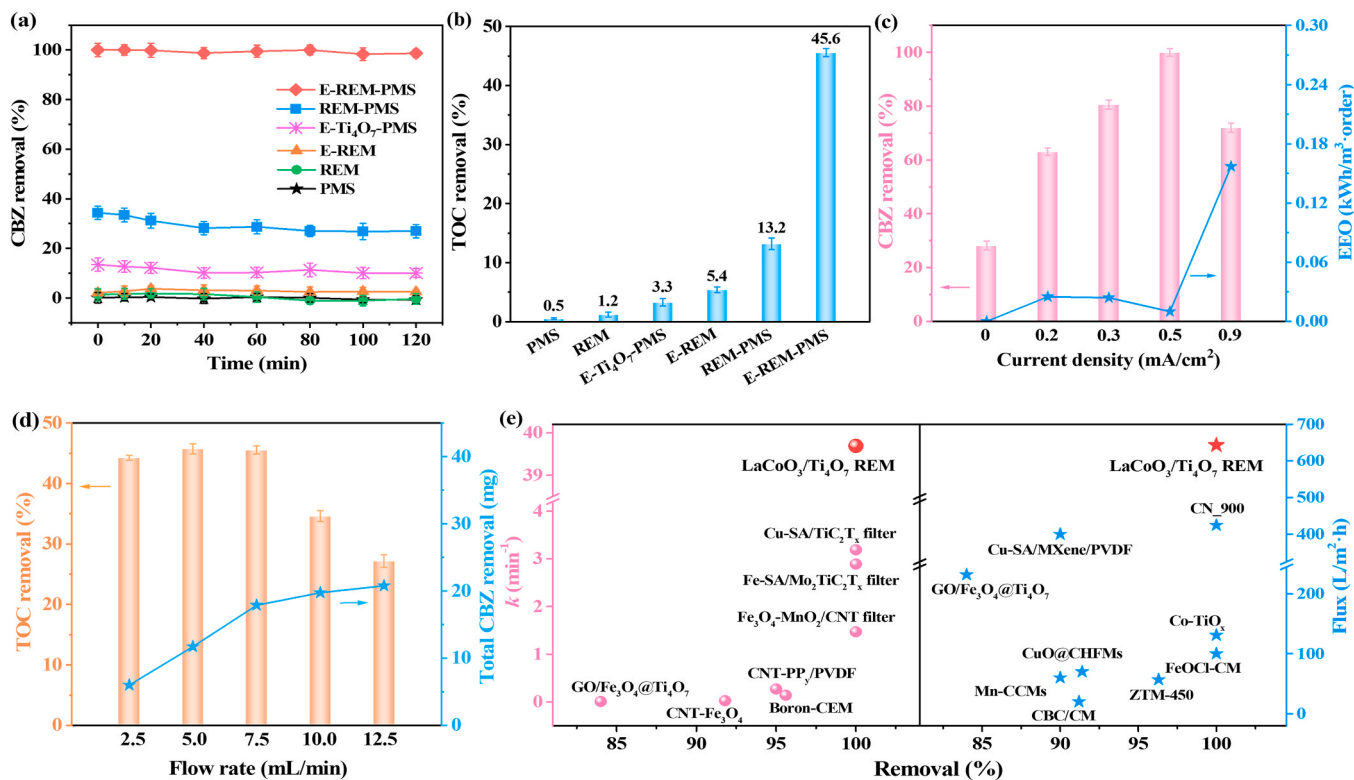 (a)
CBZ removal (%)
100
80
60
40
20
0
E-REM-PMS
REM-PMS
E-Ti₄O₇-PMS
E-REM
REM
PMS
0 20 40 60 80 100 120
Time (min)
(b)
TOC removal (%)
50
40
30
20
10
0
0.5
1.2
3.3
5.4
13.2
45.6
PMS
REM
E-Ti₄O₇-PMS
E-REM
REM-PMS
E-REM-PMS
(c)
CBZ removal (%)
100
80
60
40
20
0
0.30
0.24
0.18
0.12
0.06
0.00
EEO (kWh/m³·order)
0 0.2 0.3 0.5 0.9
Current density (mA/cm²)
(d)
TOC removal (%)
50
40
30
20
10
0
40
30
20
10
0
Total CBZ removal (mg)
2.5 5.0 7.5 10.0 12.5
Flow rate (mL/min)
(e)
k (min⁻¹)
40
39
4
3
2
1
0
LaCoO₃/Ti₄O₇ REM
Cu-SA/TiC₂Tₓ filter
Fe-SA/Mo₂TiC₂Tₓ filter
Fe₃O₄-MnO₂/CNT filter
CNT-PPy/PVDF
GO/Fe₃O₄@Ti₄O₇
CNT-Fe₃O₄
Boron-CEM
LaCoO₃/Ti₄O₇ REM
CN_900
Cu-SA/MXene/PVDF
GO/Fe₃O₄@Ti₄O₇
Co-TiOₓ
CuO@CHFMs
FeOCl-CM
Mn-CCMs
ZTM-450
CBC/CM
700
600
500
400
200
100
0
Flux (L/m²·h)
85 90 95 100 85 90 95 100
Removal (%)